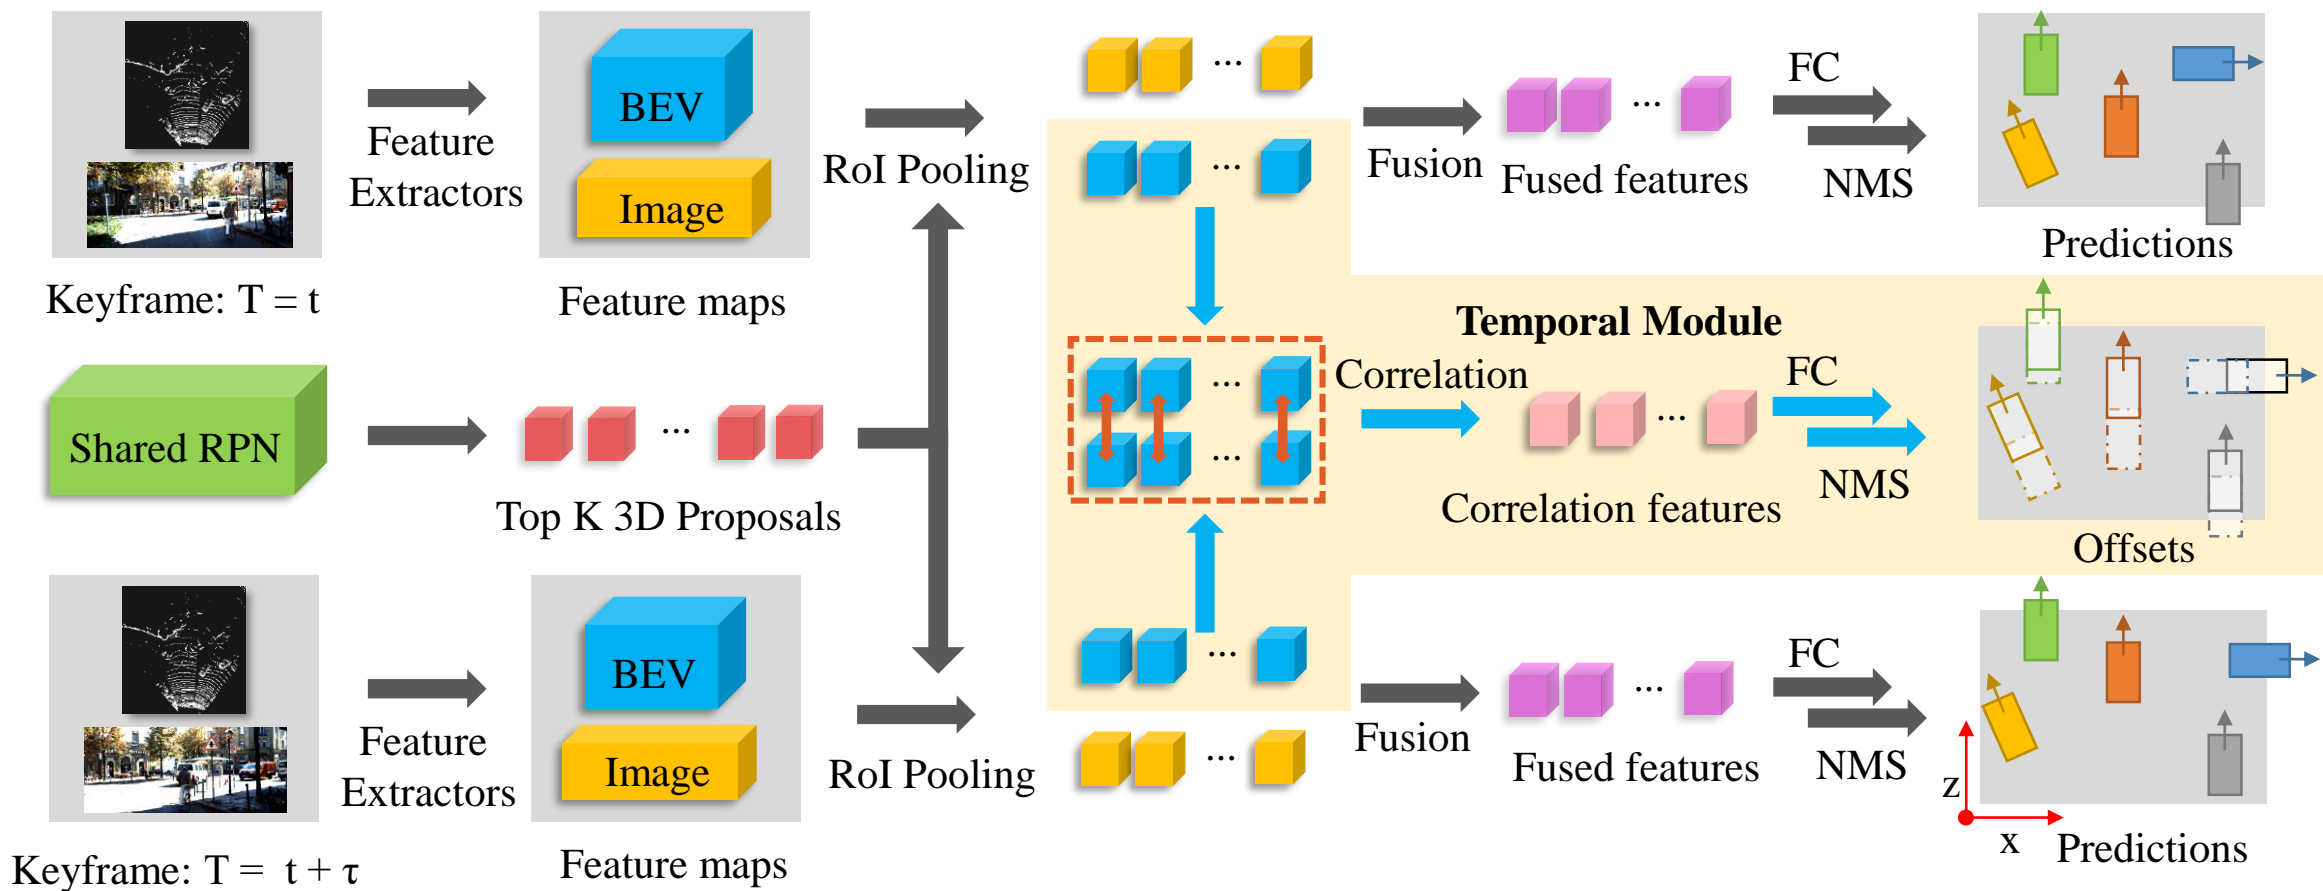 Keyframe: T = t
Feature
Extractors
BEV
Image
Feature maps
RoI Pooling
...
...
Fusion
...
Fused features
FC
NMS
Predictions
Shared RPN
...
Top K 3D Proposals
Temporal Module
...
...
Correlation
...
Correlation features
FC
NMS
Offsets
Keyframe: T = t + τ
Feature
Extractors
BEV
Image
Feature maps
RoI Pooling
...
...
Fusion
...
Fused features
FC
NMS
z
x
Predictions